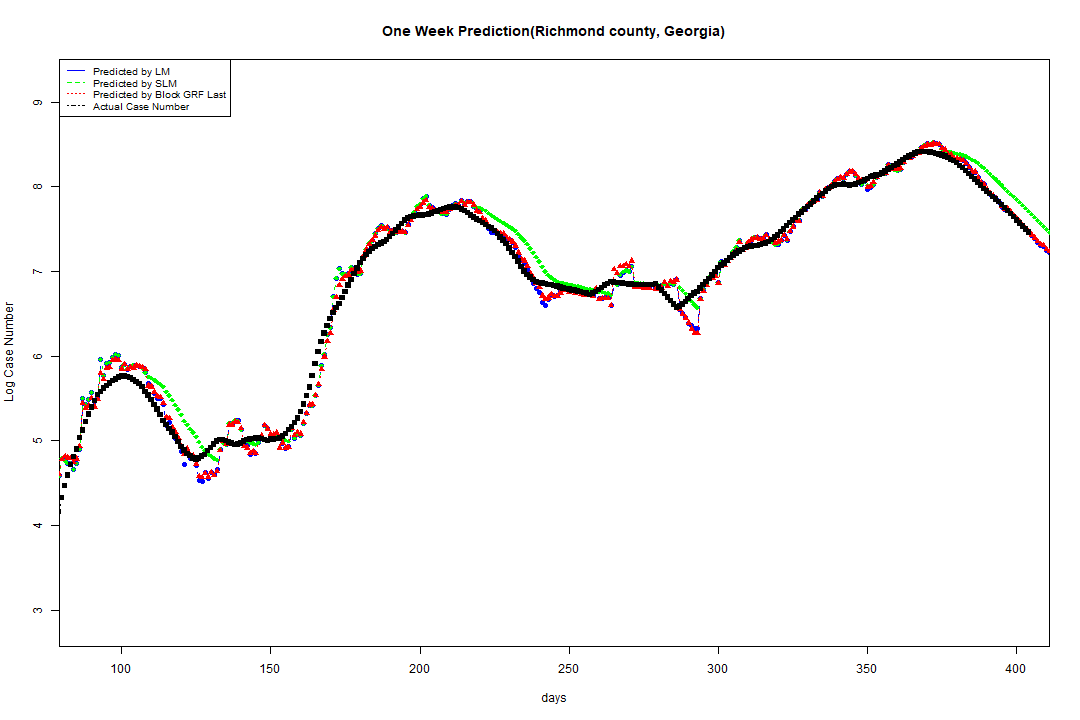 One Week Prediction(Richmond county, Georgia)
Predicted by LM
Predicted by SLM
Predicted by Block GRF Last
Actual Case Number
9
8
7
6
5
4
3
Log Case Number
100 150 200 250 300 350 400
days